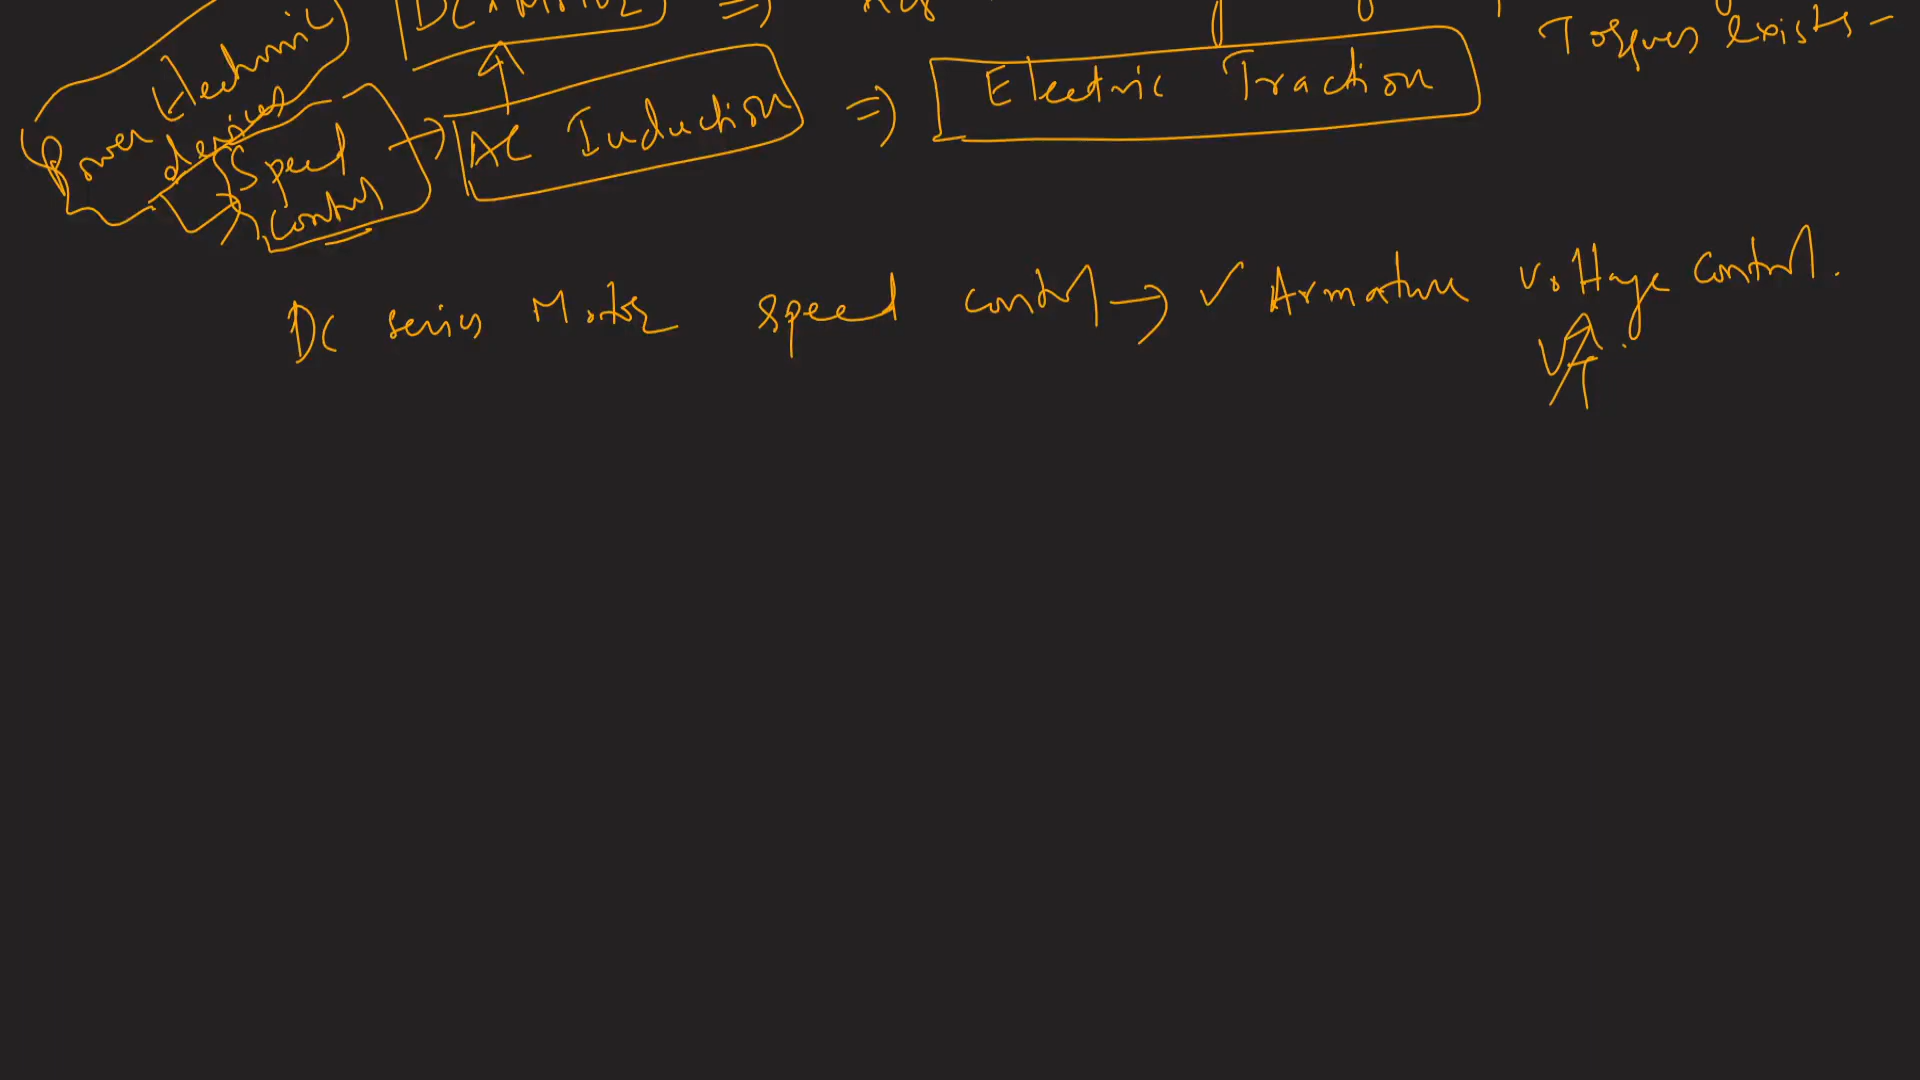 DC Motor ⇒
Torques exists -
Power Electronic
devices
Speed
control
AC Induction ⇒ Electric Traction
DC series Motor speed control → ✓ Armature Voltage Control.
VT